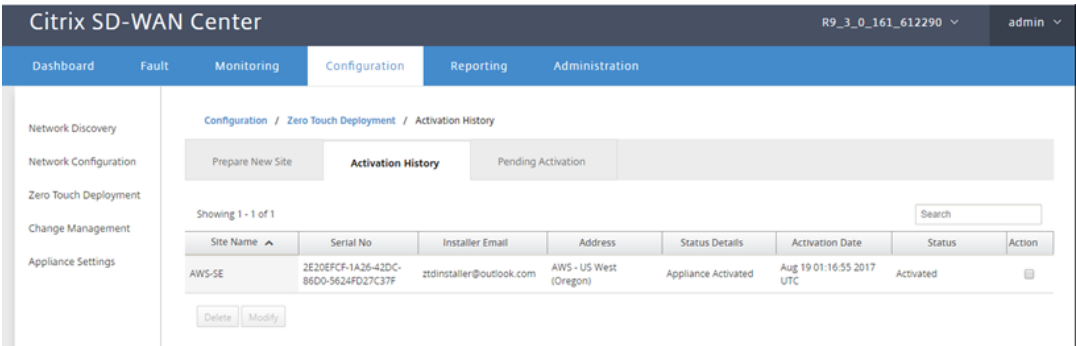 Citrix SD-WAN Center
R9_3_0_161_612290
admin
Dashboard Fault Monitoring Configuration Reporting Administration
Network Discovery
Network Configuration
Zero Touch Deployment
Change Management
Appliance Settings
Configuration / Zero Touch Deployment / Activation History
Prepare New Site Activation History Pending Activation
Showing 1 - 1 of 1
Search
Site Name Serial No Installer Email Address Status Details Activation Date Status Action
AWS-SE
2E20EFCF-1A26-42DC-
86D0-5624FD27C37F
ztdinstaller@outlook.com
AWS - US West
(Oregon)
Appliance Activated
Aug 19 01:16:55 2017
UTC
Activated
Delete Modify